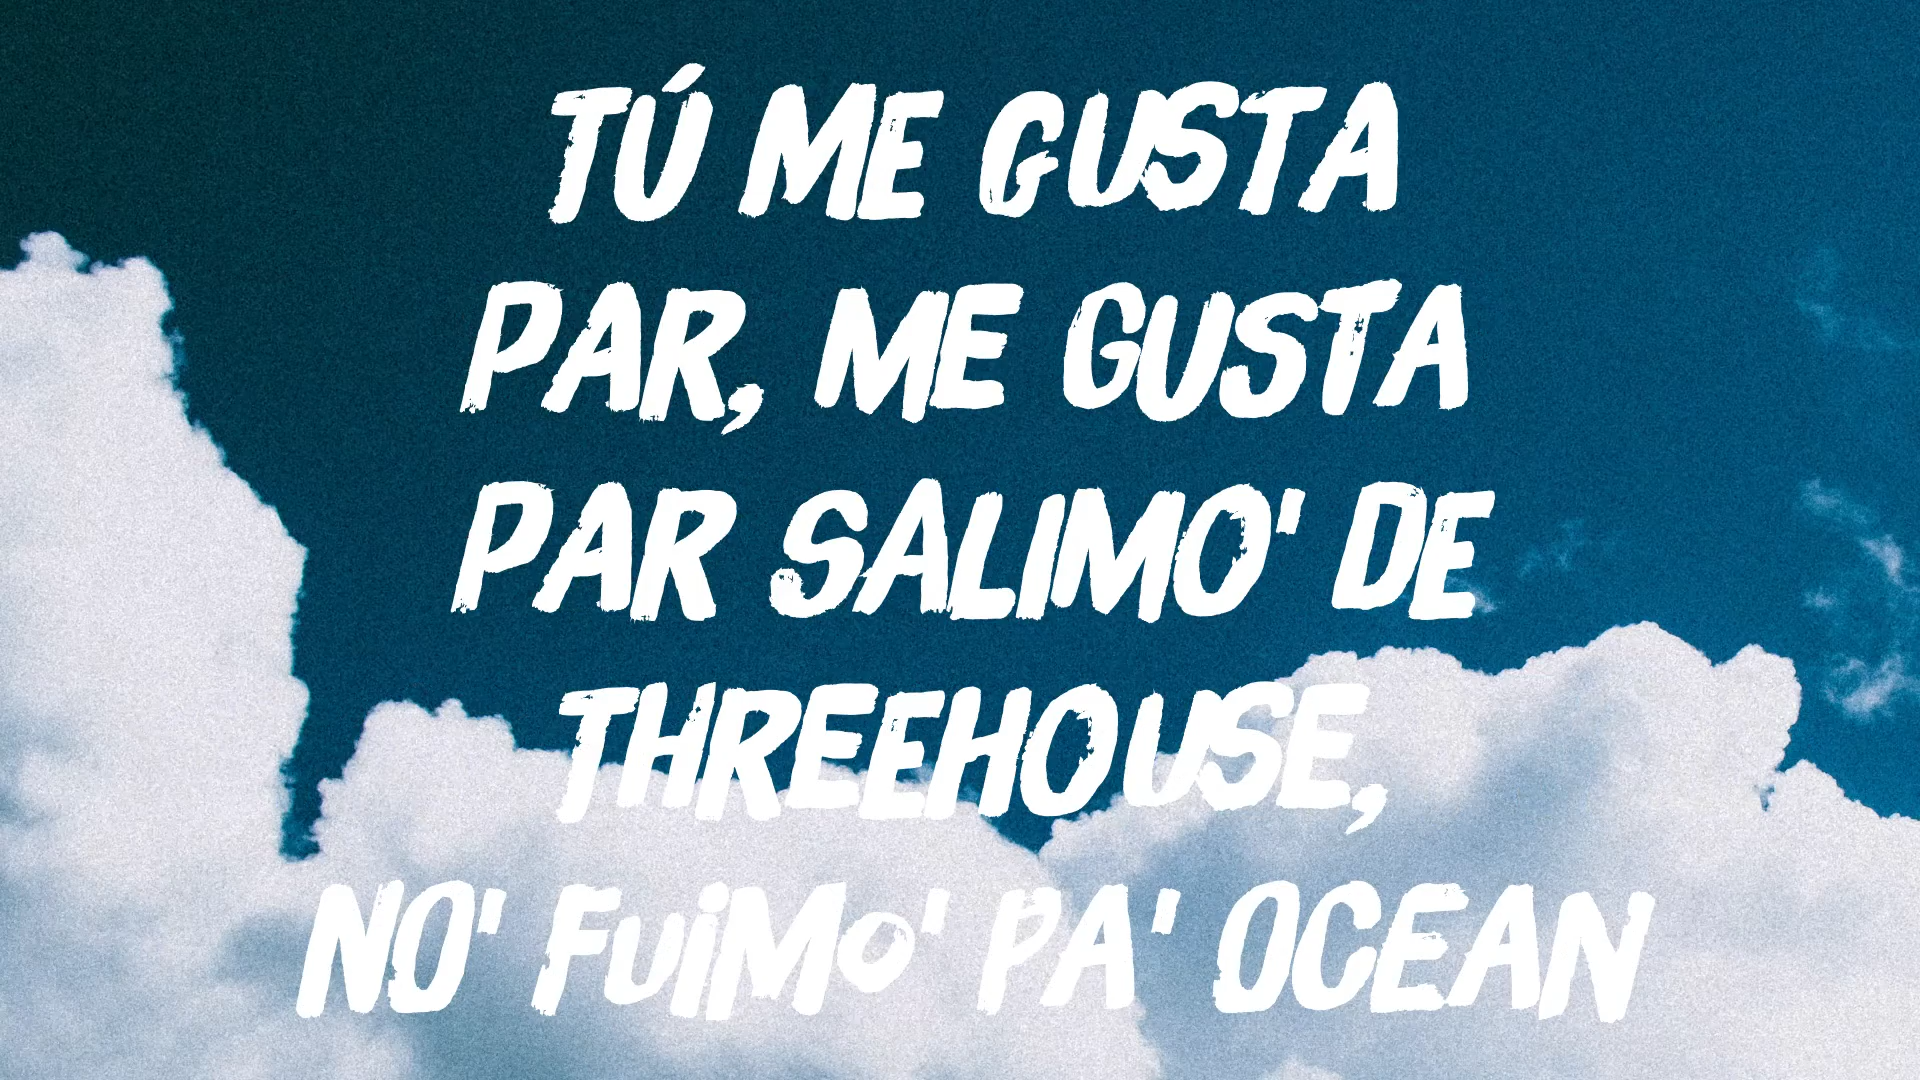 TÚ ME GUSTA
PAR, ME GUSTA
PAR SALIMO' DE
THREEHOUSE,
NO' FUiMO' PA' OCEAN